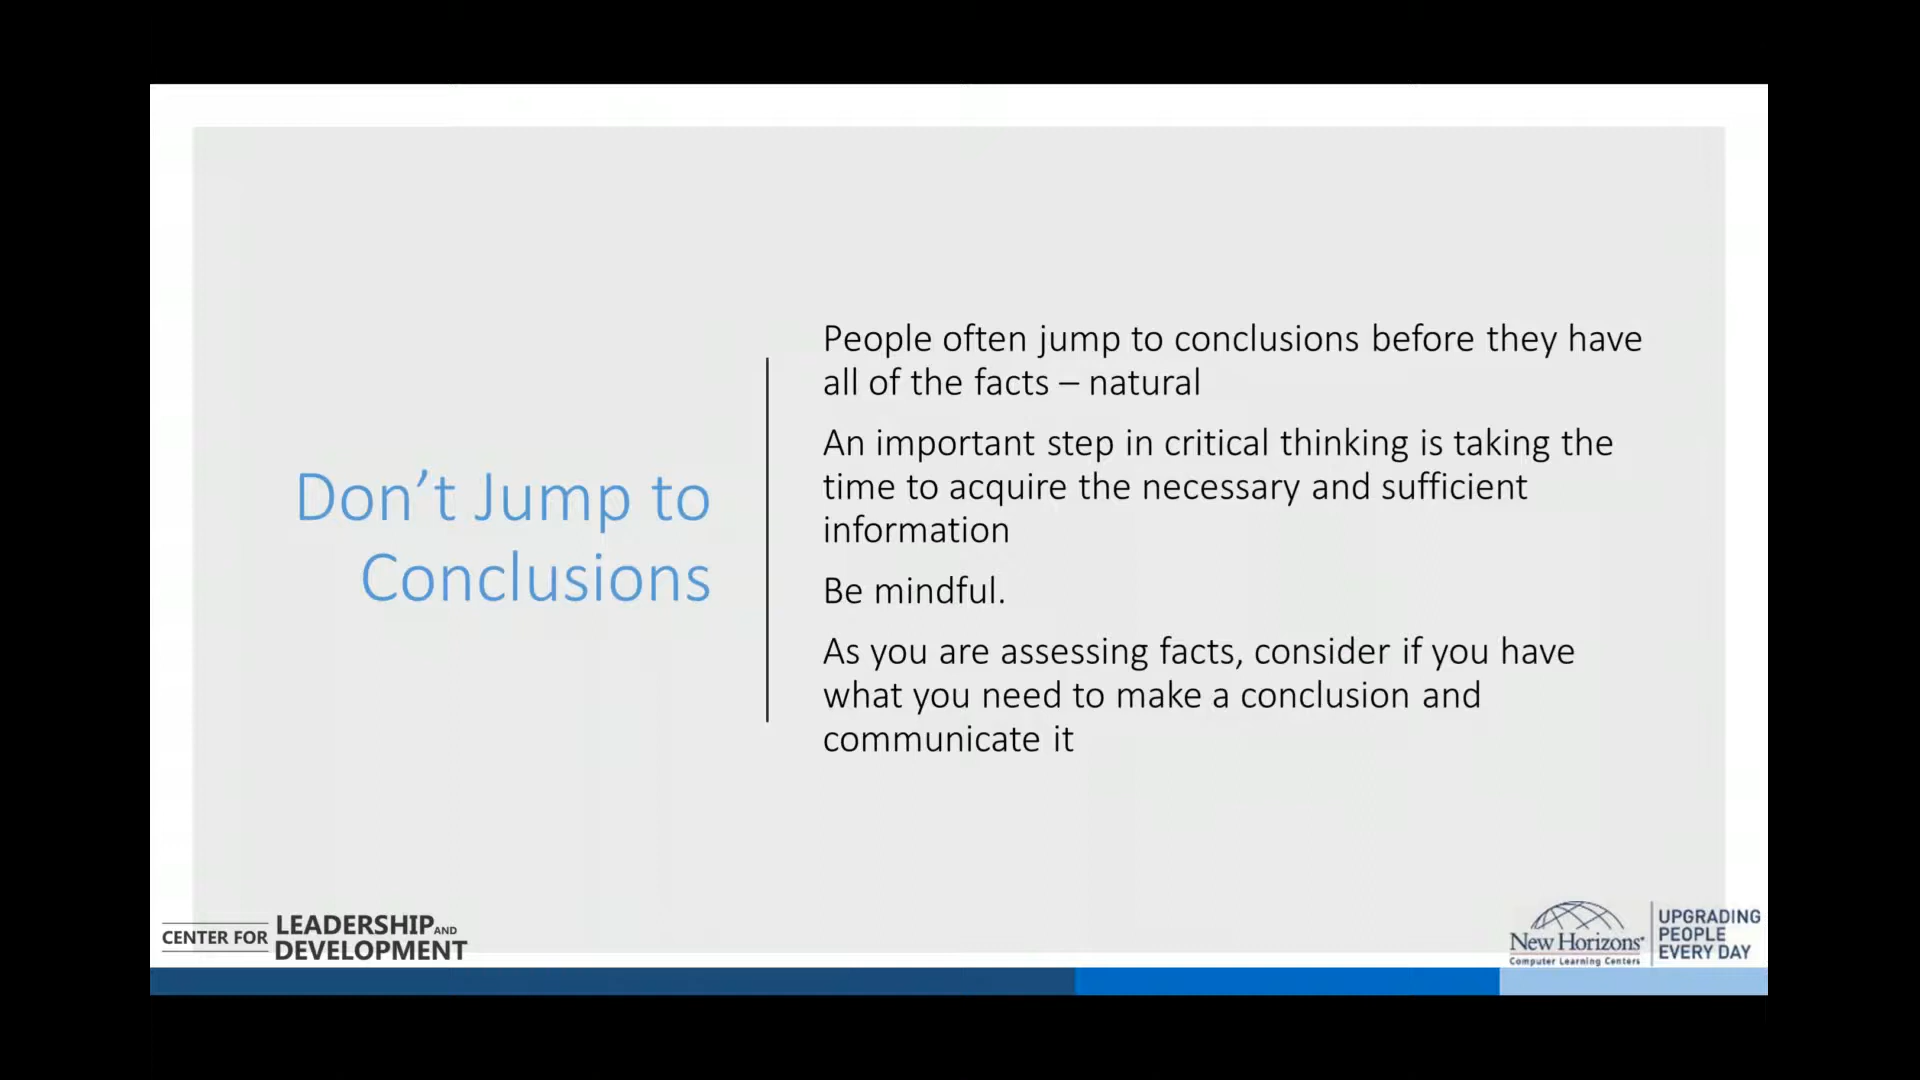 Don’t Jump to
Conclusions
People often jump to conclusions before they have
all of the facts – natural
An important step in critical thinking is taking the
time to acquire the necessary and sufficient
information
Be mindful.
As you are assessing facts, consider if you have
what you need to make a conclusion and
communicate it
CENTER FOR LEADERSHIP AND
DEVELOPMENT
New Horizons®
Computer Learning Centers
UPGRADING
PEOPLE
EVERY DAY